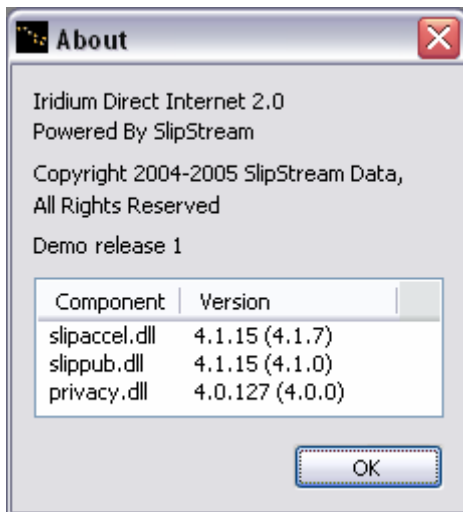 About
Iridium Direct Internet 2.0
Powered By SlipStream
Copyright 2004-2005 SlipStream Data,
All Rights Reserved
Demo release 1
Component Version
slipaccel.dll 4.1.15 (4.1.7)
slippub.dll 4.1.15 (4.1.0)
privacy.dll 4.0.127 (4.0.0)
OK